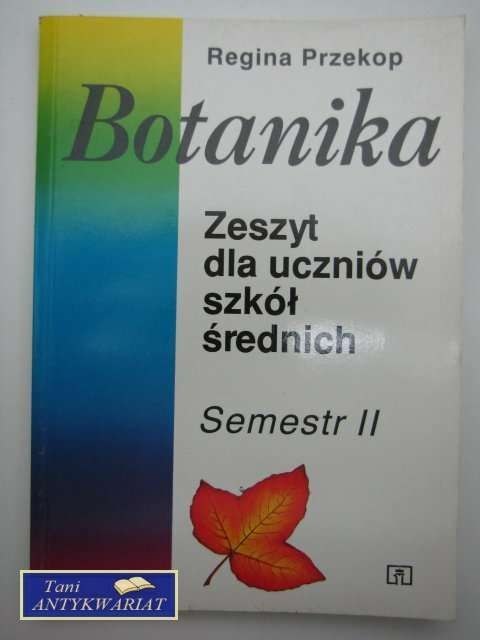 Regina Przekop
Botanika
Zeszyt
dla uczniów
szkół
średnich
Semestr II
Tani
ANTYKWARIAT